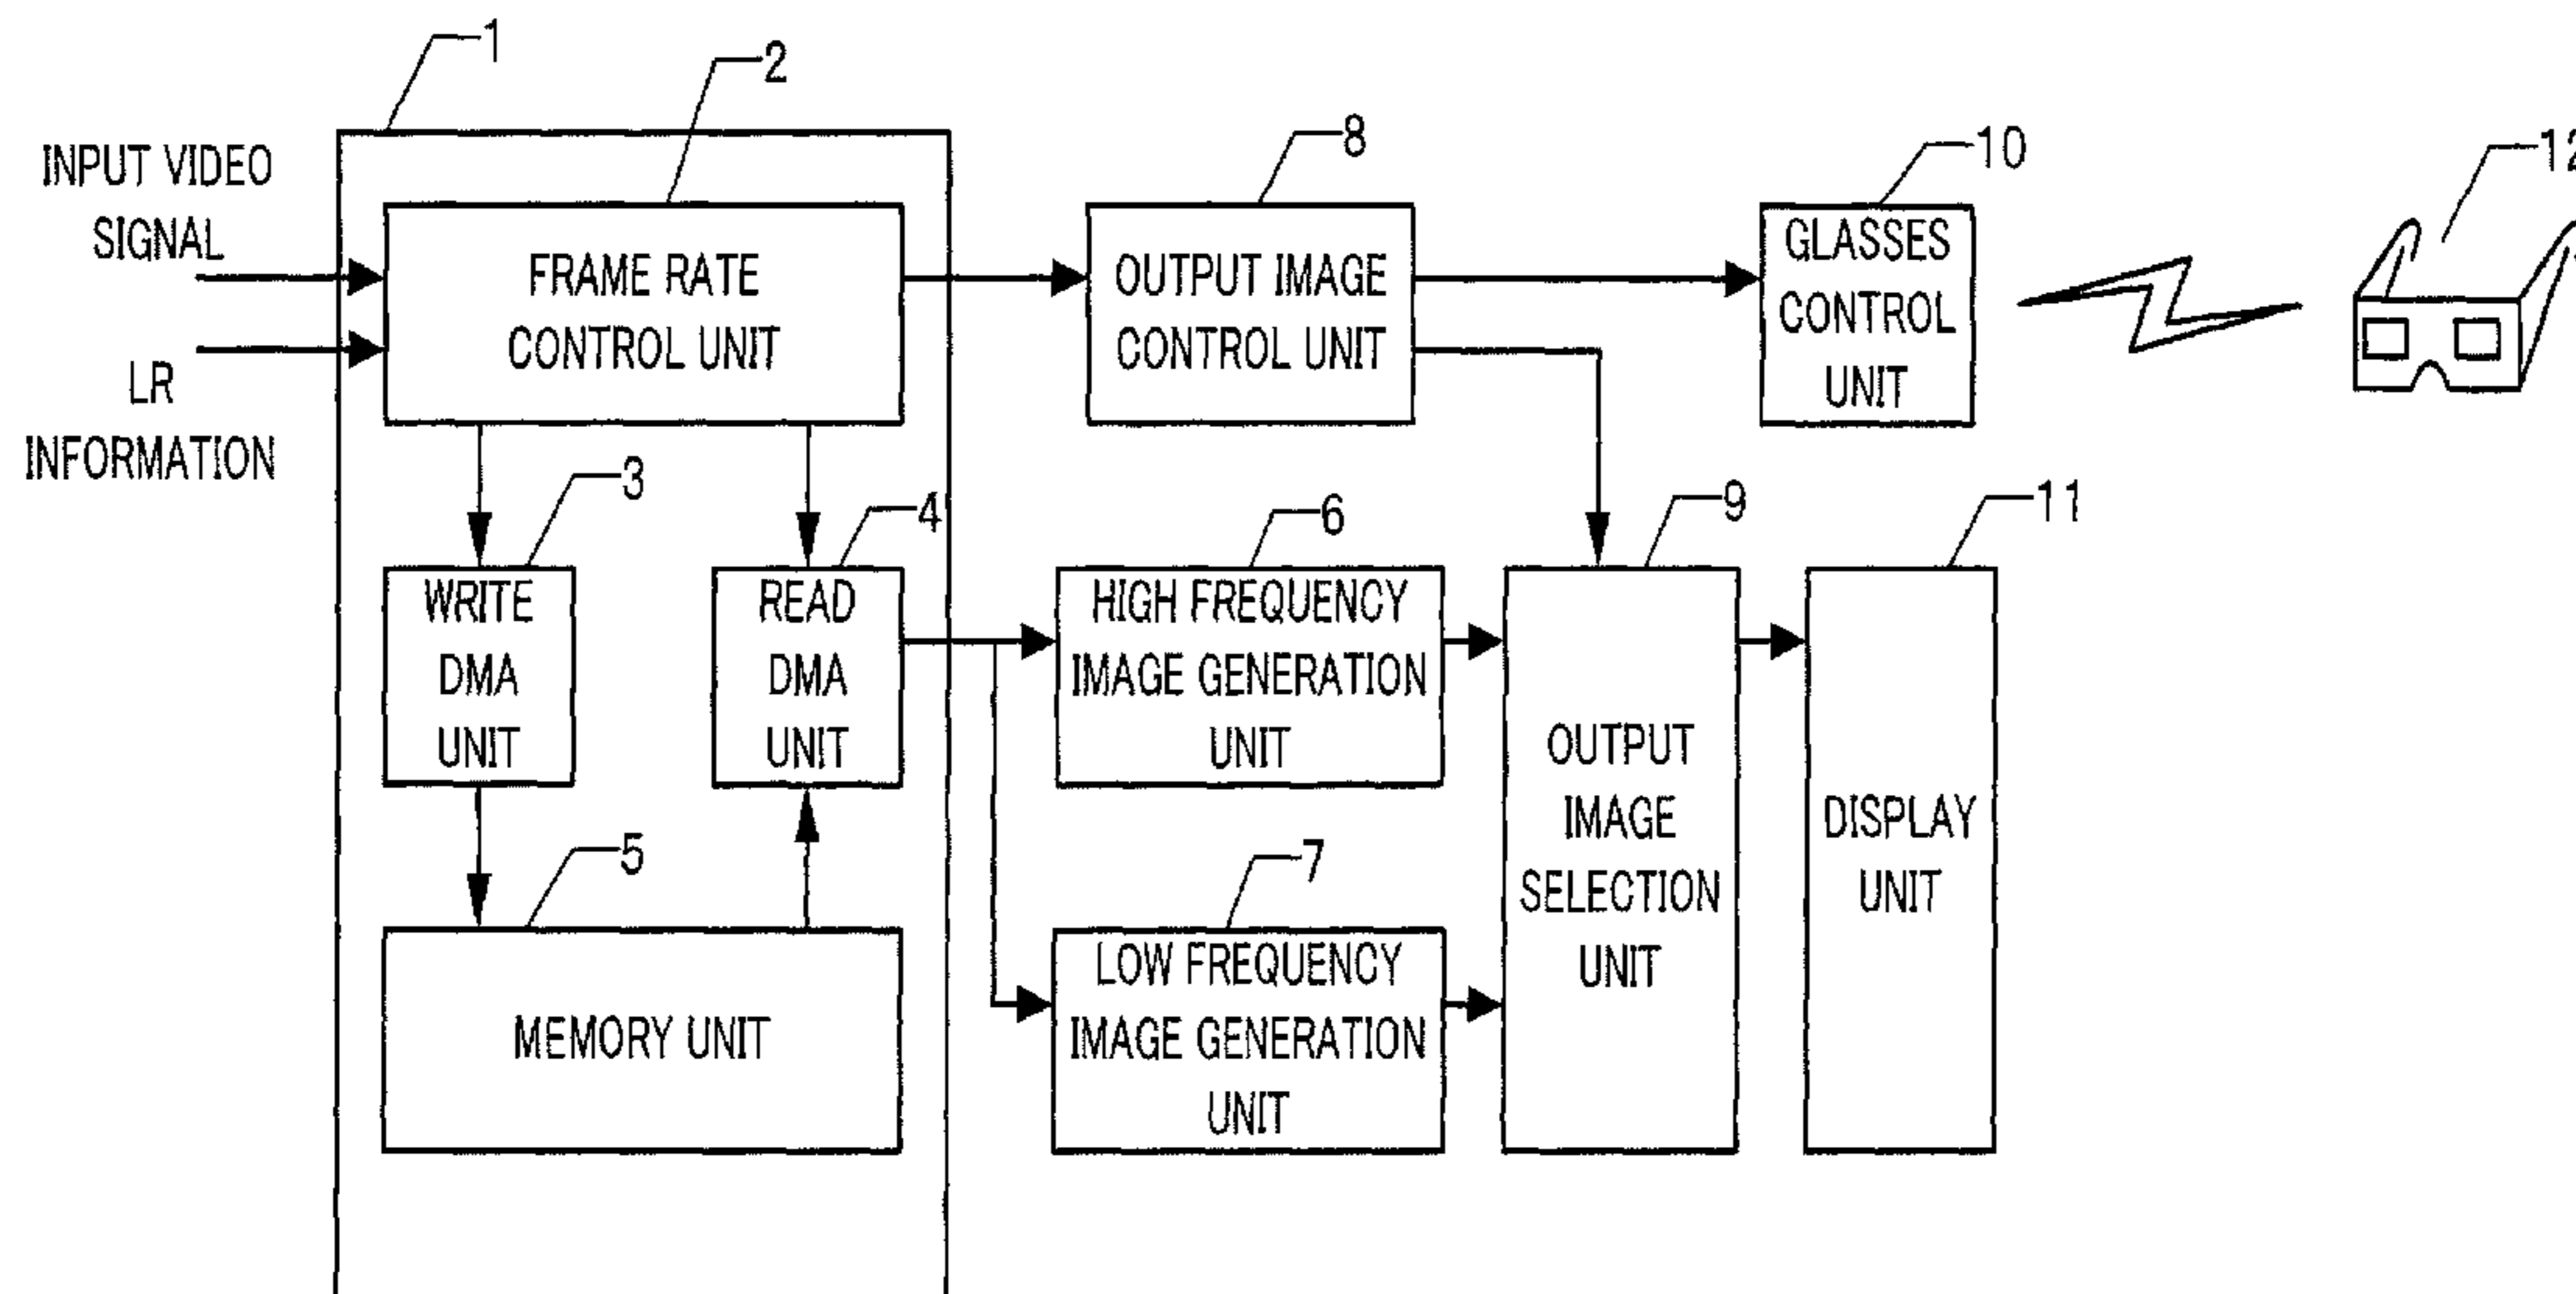 1
2
8
10
12
INPUT VIDEO
SIGNAL
LR
INFORMATION
FRAME RATE
CONTROL UNIT
OUTPUT IMAGE
CONTROL UNIT
GLASSES
CONTROL
UNIT
3
4
6
9
11
WRITE
DMA
UNIT
READ
DMA
UNIT
HIGH FREQUENCY
IMAGE GENERATION
UNIT
OUTPUT
IMAGE
SELECTION
UNIT
DISPLAY
UNIT
5
7
MEMORY UNIT
LOW FREQUENCY
IMAGE GENERATION
UNIT